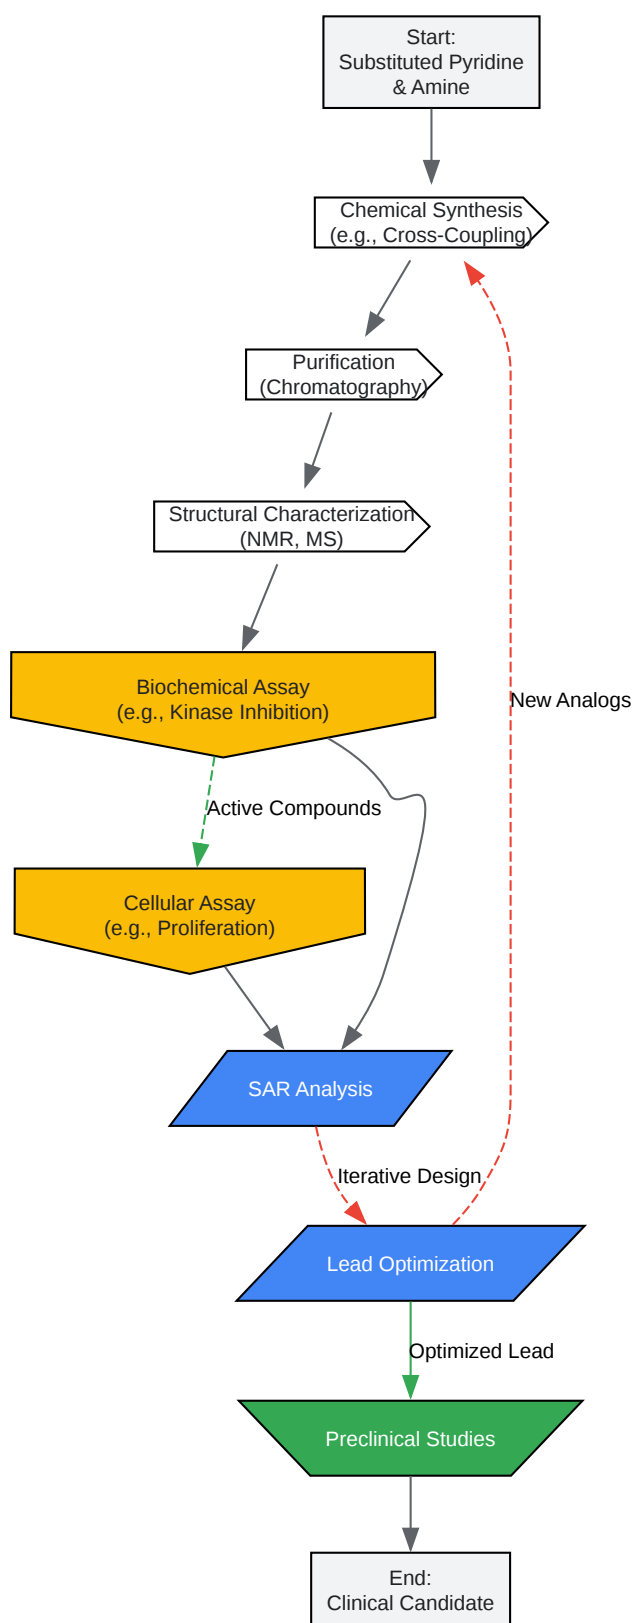 Start:
Substituted Pyridine
& Amine
Chemical Synthesis
(e.g., Cross-Coupling)
Purification
(Chromatography)
Structural Characterization
(NMR, MS)
Biochemical Assay
(e.g., Kinase Inhibition)
New Analogs
Active Compounds
Cellular Assay
(e.g., Proliferation)
SAR Analysis
Iterative Design
Lead Optimization
Optimized Lead
Preclinical Studies
End:
Clinical Candidate